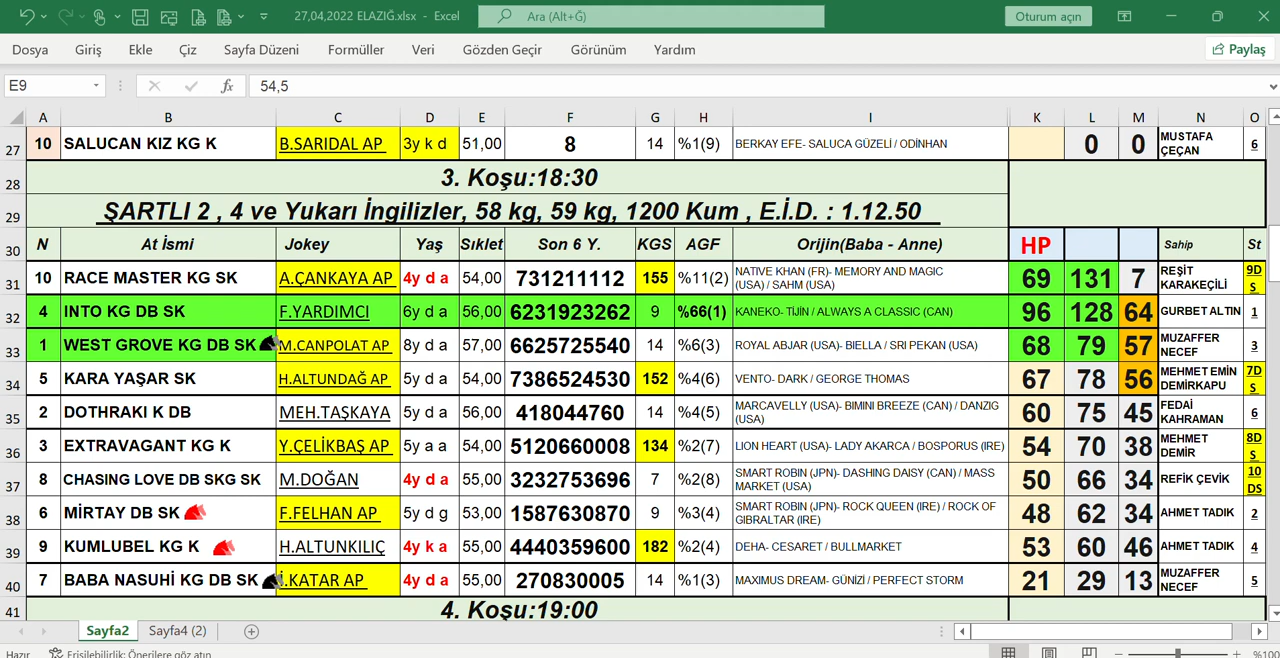 27,04,2022 ELAZIĞ.xlsx - Excel
Ara (Alt+Ğ)
Oturum açın
Dosya Giriş Ekle Çiz Sayfa Düzeni Formüller Veri Gözden Geçir Görünüm Yardım
Paylaş
E9 fx 54,5
A B C D E F G H I K L M N O
27 10 SALUCAN KIZ KG K B.SARIDAL AP 3y k d 51,00 8 14 %1(9) BERKAY EFE- SALUCA GÜZELİ / ODİNHAN 0 0 MUSTAFA ÇEÇAN 6
28 3. Koşu:18:30
29 ŞARTLI 2 , 4 ve Yukarı İngilizler, 58 kg, 59 kg, 1200 Kum , E.İ.D. : 1.12.50
30 N At İsmi Jokey Yaş Sıklet Son 6 Y. KGS AGF Orijin(Baba - Anne) HP Sahip St
31 10 RACE MASTER KG SK A.ÇANKAYA AP 4y d a 54,00 731211112 155 %11(2) NATIVE KHAN (FR)- MEMORY AND MAGIC (USA) / SAHM (USA) 69 131 7 REŞİT KARAKEÇİLİ 9D S
32 4 INTO KG DB SK F.YARDIMCI 6y d a 56,00 6231923262 9 %66(1) KANEKO- TİJİN / ALWAYS A CLASSIC (CAN) 96 128 64 GURBET ALTIN 1
33 1 WEST GROVE KG DB SK M.CANPOLAT AP 8y d a 57,00 6625725540 14 %6(3) ROYAL ABJAR (USA)- BIELLA / SRI PEKAN (USA) 68 79 57 MUZAFFER NECEF 3
34 5 KARA YAŞAR SK H.ALTUNDAĞ AP 5y d a 54,00 7386524530 152 %4(6) VENTO- DARK / GEORGE THOMAS 67 78 56 MEHMET EMİN DEMİRKAPU 7D S
35 2 DOTHRAKI K DB MEH.TAŞKAYA 5y d a 56,00 418044760 14 %4(5) MARCAVELLY (USA)- BIMINI BREEZE (CAN) / DANZIG (USA) 60 75 45 FEDAİ KAHRAMAN 6
36 3 EXTRAVAGANT KG K Y.ÇELİKBAŞ AP 5y a a 54,00 5120660008 134 %2(7) LION HEART (USA)- LADY AKARCA / BOSPORUS (IRE) 54 70 38 MEHMET DEMİR 8D S
37 8 CHASING LOVE DB SKG SK M.DOĞAN 4y d a 55,00 3232753696 7 %2(8) SMART ROBIN (JPN)- DASHING DAISY (CAN) / MASS MARKET (USA) 50 66 34 REFİK ÇEVİK 10 DS
38 6 MİRTAY DB SK F.FELHAN AP 5y d g 53,00 1587630870 9 %3(4) SMART ROBIN (JPN)- ROCK QUEEN (IRE) / ROCK OF GIBRALTAR (IRE) 48 62 34 AHMET TADIK 2
39 9 KUMLUBEL KG K H.ALTUNKILIÇ 4y k a 55,00 4440359600 182 %2(4) DEHA- CESARET / BULLMARKET 53 60 46 AHMET TADIK 4
40 7 BABA NASUHİ KG DB SK İ.KATAR AP 4y d a 55,00 270830005 14 %1(3) MAXIMUS DREAM- GÜNİZİ / PERFECT STORM 21 29 13 MUZAFFER NECEF 5
41 4. Koşu:19:00
Sayfa2 Sayfa4 (2)
Hazır Erişilebilirlik: Önerilere göz atın %100